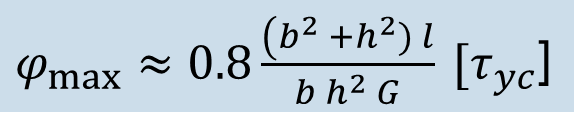 φmax ≈ 0.8 (b² +h²) l / b h² G [τyc]